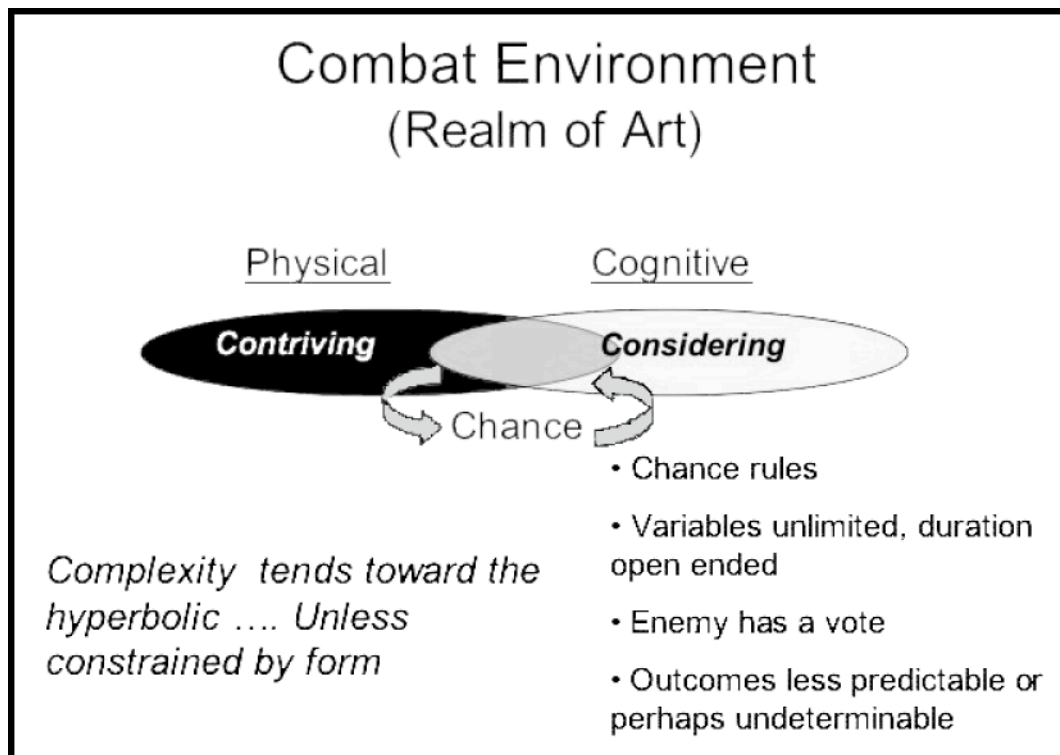 Combat Environment
(Realm of Art)
Physical
Cognitive
Contriving
Considering
Chance
• Chance rules
• Variables unlimited, duration
open ended
• Enemy has a vote
• Outcomes less predictable or
perhaps undeterminable
Complexity tends toward the
hyperbolic .... Unless
constrained by form